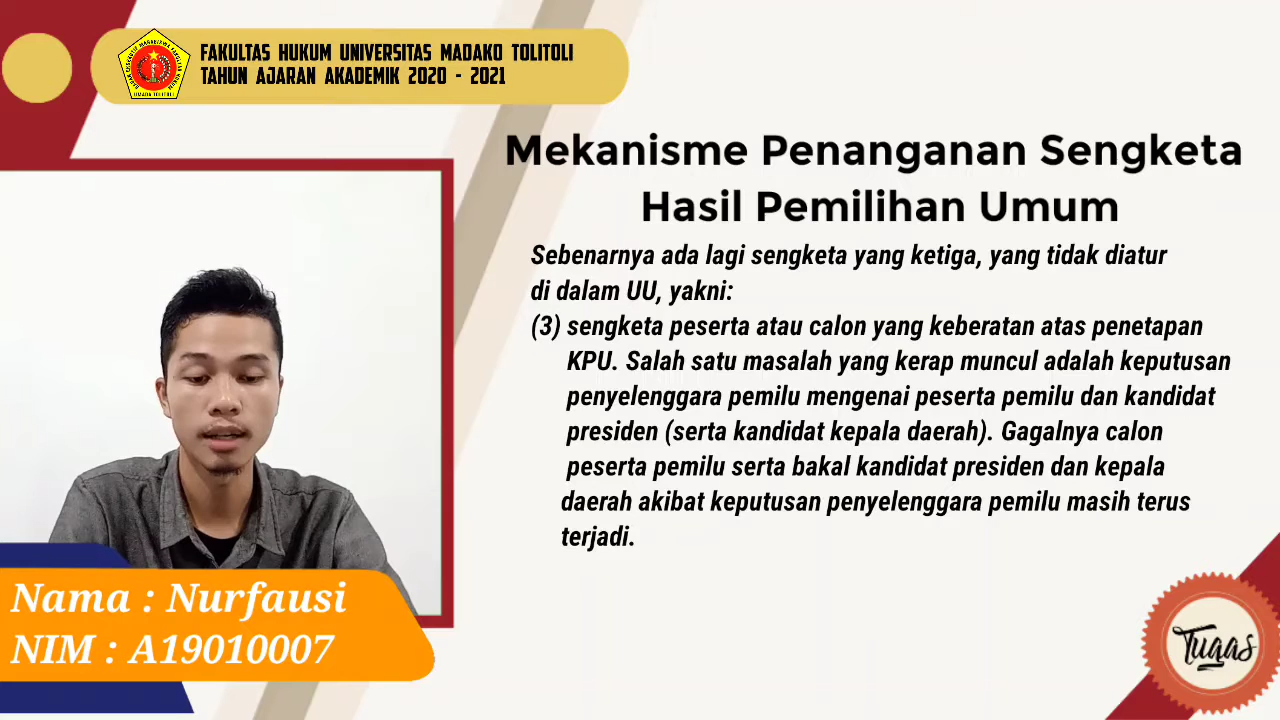 FAKULTAS HUKUM UNIVERSITAS MADAKO TOLITOLI
TAHUN AJARAN AKADEMIK 2020 - 2021
UMADA TOLITOLI
Mekanisme Penanganan Sengketa
Hasil Pemilihan Umum
Sebenarnya ada lagi sengketa yang ketiga, yang tidak diatur
di dalam UU, yakni:
(3) sengketa peserta atau calon yang keberatan atas penetapan
KPU. Salah satu masalah yang kerap muncul adalah keputusan
penyelenggara pemilu mengenai peserta pemilu dan kandidat
presiden (serta kandidat kepala daerah). Gagalnya calon
peserta pemilu serta bakal kandidat presiden dan kepala
daerah akibat keputusan penyelenggara pemilu masih terus
terjadi.
Nama : Nurfausi
NIM : A19010007
Tugas